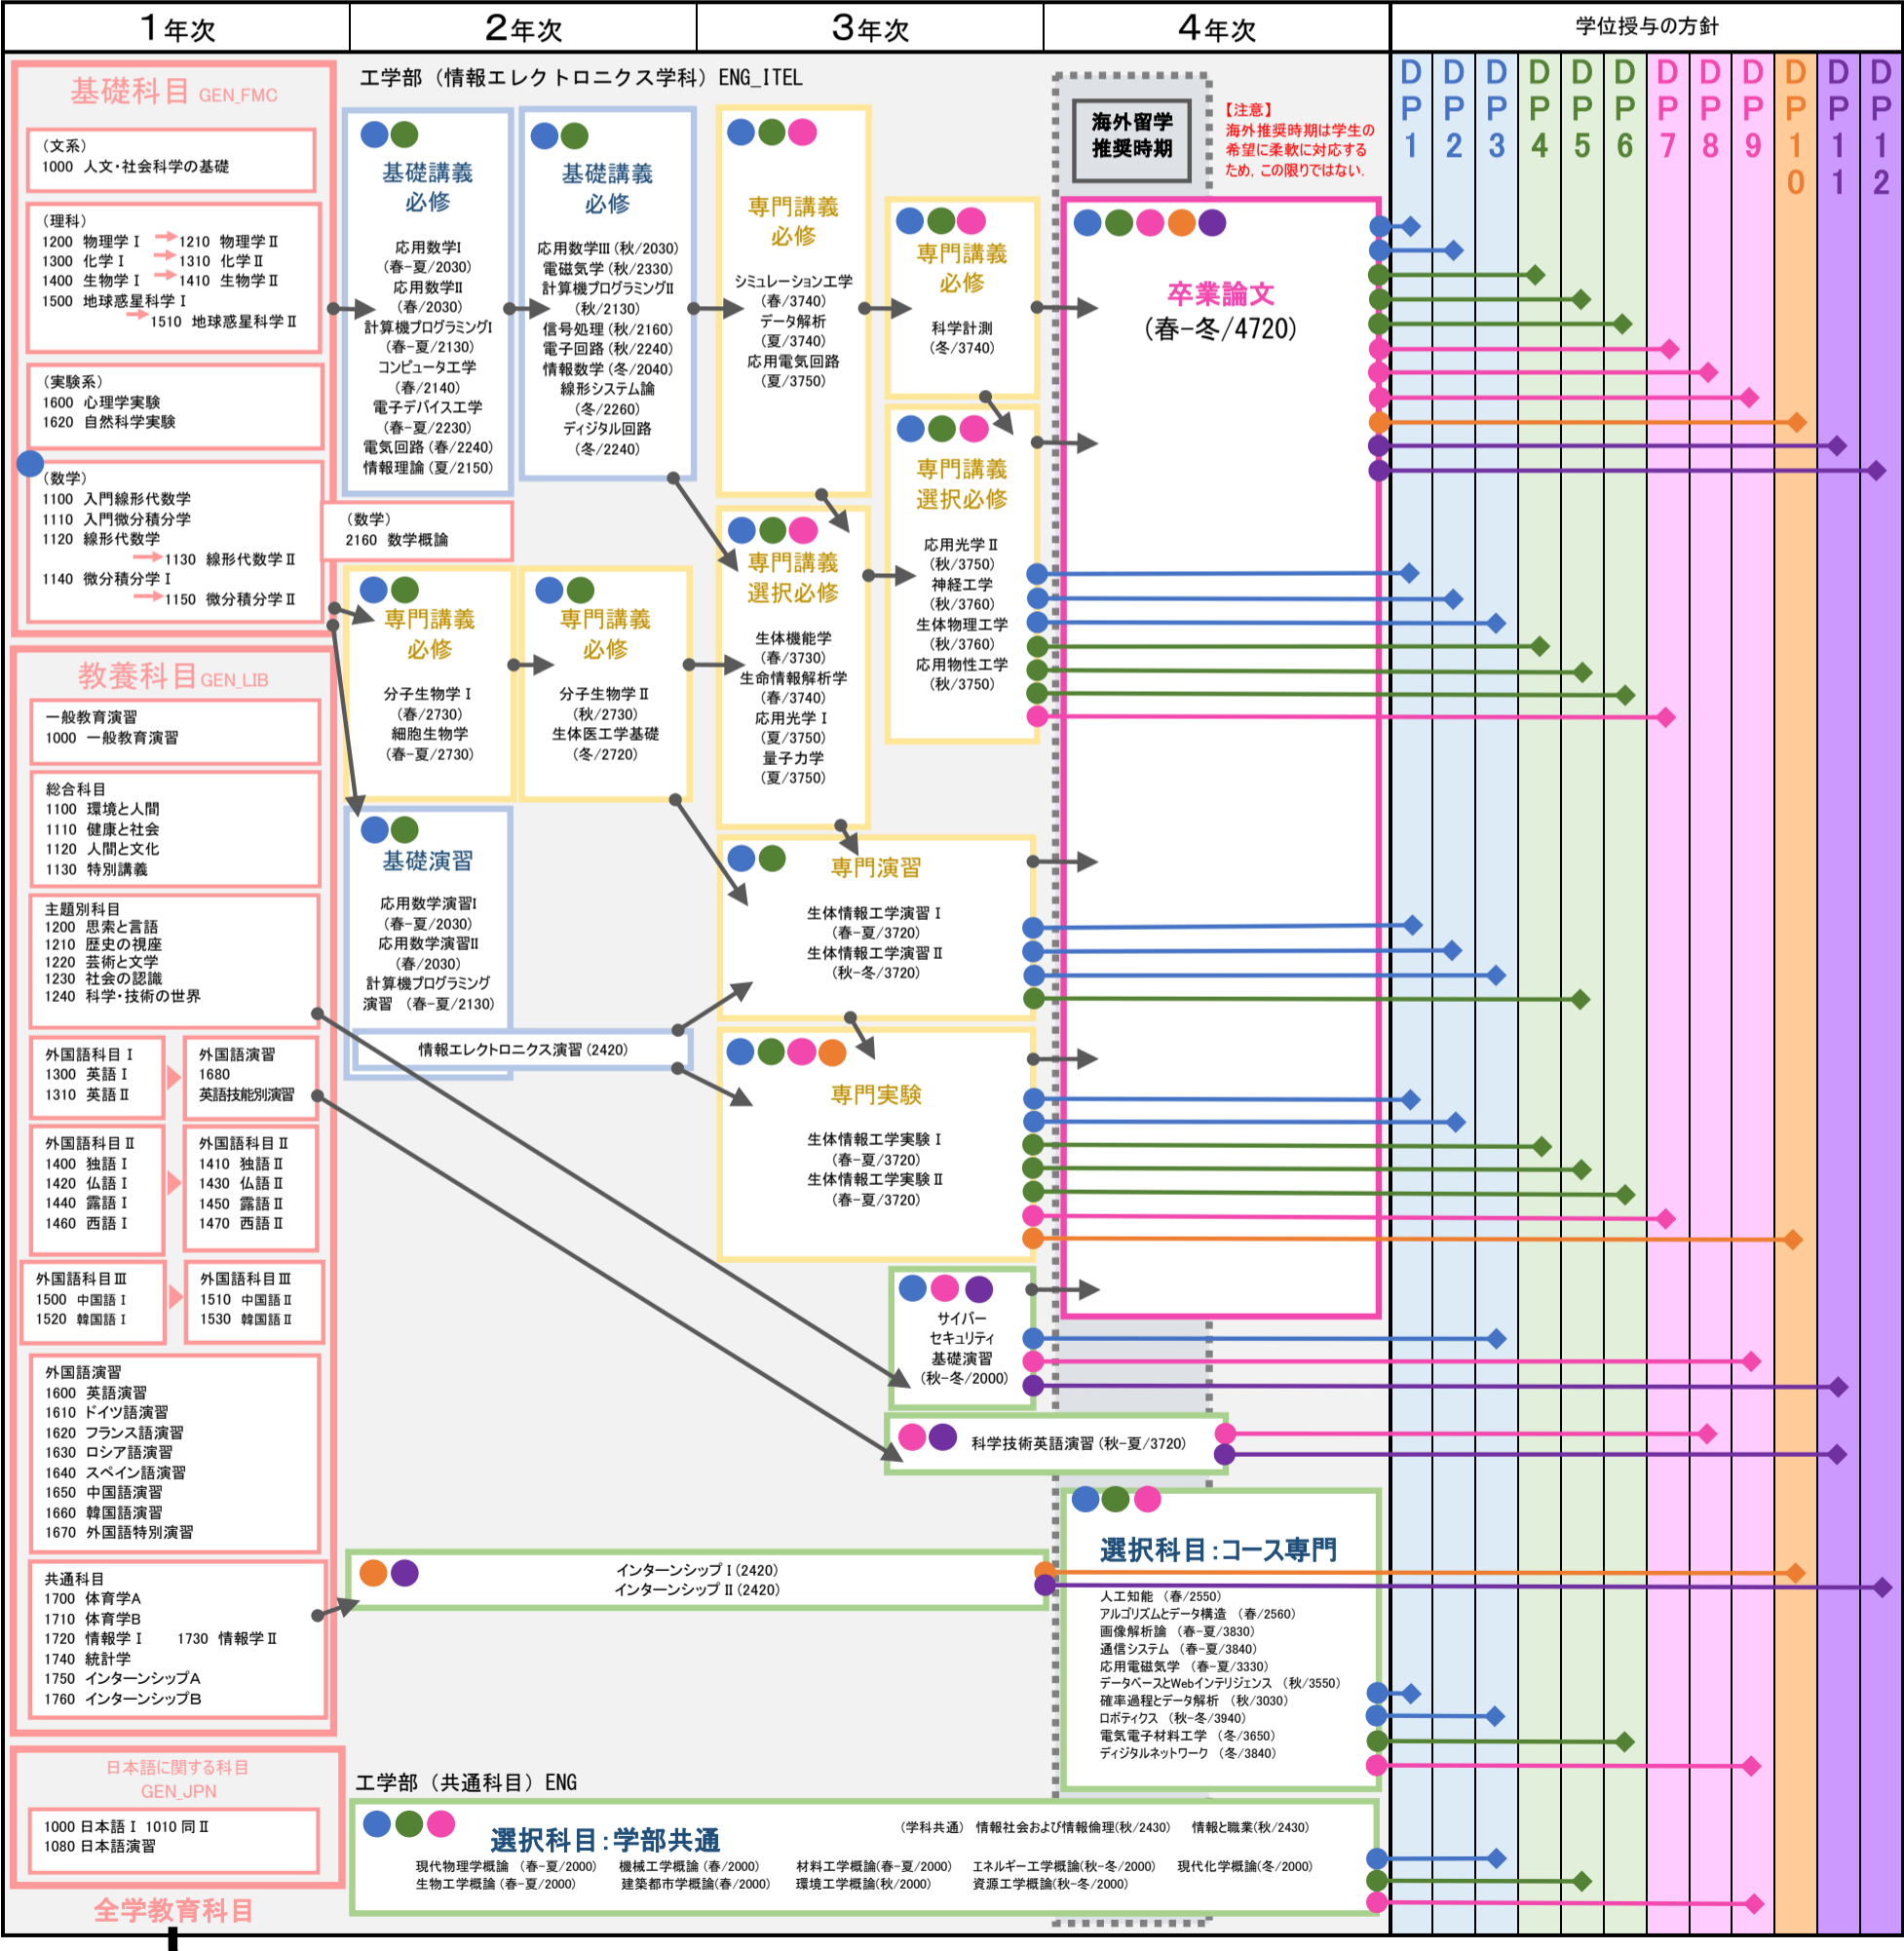 1年次
2年次
3年次
4年次
学位授与の方針
DP1
DP2
DP3
DP4
DP5
DP6
DP7
DP8
DP9
DP10
DP11
DP12
基礎科目 GEN_FMC
（文系）
1000 人文・社会科学の基礎
（理科）
1200 物理学Ⅰ 1210 物理学Ⅱ
1300 化学Ⅰ 1310 化学Ⅱ
1400 生物学Ⅰ 1410 生物学Ⅱ
1500 地球惑星科学Ⅰ
1510 地球惑星科学Ⅱ
（実験系）
1600 心理学実験
1620 自然科学実験
（数学）
1100 入門線形代数学
1110 入門微分積分学
1120 線形代数学
1130 線形代数学Ⅱ
1140 微分積分学Ⅰ
1150 微分積分学Ⅱ
（数学）
2160 数学概論
教養科目GEN_LIB
一般教育演習
1000 一般教育演習
総合科目
1100 環境と人間
1110 健康と社会
1120 人間と文化
1130 特別講義
主題別科目
1200 思索と言語
1210 歴史の視座
1220 芸術と文学
1230 社会の認識
1240 科学・技術の世界
外国語科目Ⅰ
1300 英語Ⅰ
1310 英語Ⅱ
外国語演習
1680
英語技能別演習
外国語科目Ⅱ
1400 独語Ⅰ
1420 仏語Ⅰ
1440 露語Ⅰ
1460 西語Ⅰ
外国語科目Ⅱ
1410 独語Ⅱ
1430 仏語Ⅱ
1450 露語Ⅱ
1470 西語Ⅱ
外国語科目Ⅲ
1500 中国語Ⅰ
1520 韓国語Ⅰ
外国語科目Ⅲ
1510 中国語Ⅱ
1530 韓国語Ⅱ
外国語演習
1600 英語演習
1610 ドイツ語演習
1620 フランス語演習
1630 ロシア語演習
1640 スペイン語演習
1650 中国語演習
1660 韓国語演習
1670 外国語特別演習
共通科目
1700 体育学A
1710 体育学B
1720 情報学Ⅰ 1730 情報学Ⅱ
1740 統計学
1750 インターンシップA
1760 インターンシップB
日本語に関する科目
GEN_JPN
1000 日本語Ⅰ 1010 同Ⅱ
1080 日本語演習
全学教育科目
工学部（情報エレクトロニクス学科）ENG_ITEL
基礎講義
必修
応用数学Ⅰ
（春-夏/2030）
応用数学Ⅱ
（春/2030）
計算機プログラミングⅠ
（春-夏/2130）
コンピュータ工学
（春/2140）
電子デバイス工学
（春-夏/2230）
電気回路（春/2240）
情報理論（夏/2150）
基礎講義
必修
応用数学Ⅲ（秋/2030）
電磁気学（秋/2330）
計算機プログラミングⅡ
（秋/2130）
信号処理（秋/2160）
電子回路（秋/2240）
情報数学（冬/2040）
線形システム論
（冬/2260）
ディジタル回路
（冬/2240）
専門講義
必修
シミュレーション工学
（春/3740）
データ解析
（夏/3740）
応用電気回路
（夏/3750）
専門講義
必修
科学計測
（冬/3740）
専門講義
必修
分子生物学Ⅰ
（春/2730）
細胞生物学
（春-夏/2730）
専門講義
必修
分子生物学Ⅱ
（秋/2730）
生体医工学基礎
（冬/2720）
専門講義
選択必修
生体機能学
（春/3730）
生命情報解析学
（春/3740）
応用光学Ⅰ
（夏/3750）
量子力学
（夏/3750）
専門講義
選択必修
応用光学Ⅱ
（秋/3750）
神経工学
（秋/3760）
生体物理工学
（秋/3760）
応用物性工学
（秋/3750）
基礎演習
応用数学演習Ⅰ
（春-夏/2030）
応用数学演習Ⅱ
（春/2030）
計算機プログラミング
演習 （春-夏/2130）
情報エレクトロニクス演習（2420）
専門演習
生体情報工学演習Ⅰ
（春-夏/3720）
生体情報工学演習Ⅱ
（秋-冬/3720）
専門実験
生体情報工学実験Ⅰ
（春-夏/3720）
生体情報工学実験Ⅱ
（春-夏/3720）
サイバー
セキュリティ
基礎演習
（秋-冬/2000）
科学技術英語演習（秋-夏/3720）
インターンシップⅠ（2420）
インターンシップⅡ（2420）
海外留学
推奨時期
【注意】
海外推奨時期は学生の
希望に柔軟に対応する
ため，この限りではない．
卒業論文
（春-冬/4720）
選択科目：コース専門
人工知能 （春/2550）
アルゴリズムとデータ構造 （春/2560）
画像解析論 （春-夏/3830）
通信システム （春-夏/3840）
応用電磁気学 （春-夏/3330）
データベースとWebインテリジェンス （秋/3550）
確率過程とデータ解析 （秋/3030）
ロボティクス （秋-冬/3940）
電気電子材料工学 （冬/3650）
ディジタルネットワーク （冬/3840）
工学部（共通科目）ENG
選択科目：学部共通
（学科共通） 情報社会および情報倫理(秋/2430) 情報と職業(秋/2430)
現代物理学概論 （春-夏/2000） 機械工学概論（春/2000） 材料工学概論(春-夏/2000) エネルギー工学概論(秋-冬/2000) 現代化学概論(冬/2000)
生物工学概論（春-夏/2000） 建築都市学概論(春/2000) 環境工学概論(秋/2000) 資源工学概論(秋-冬/2000)